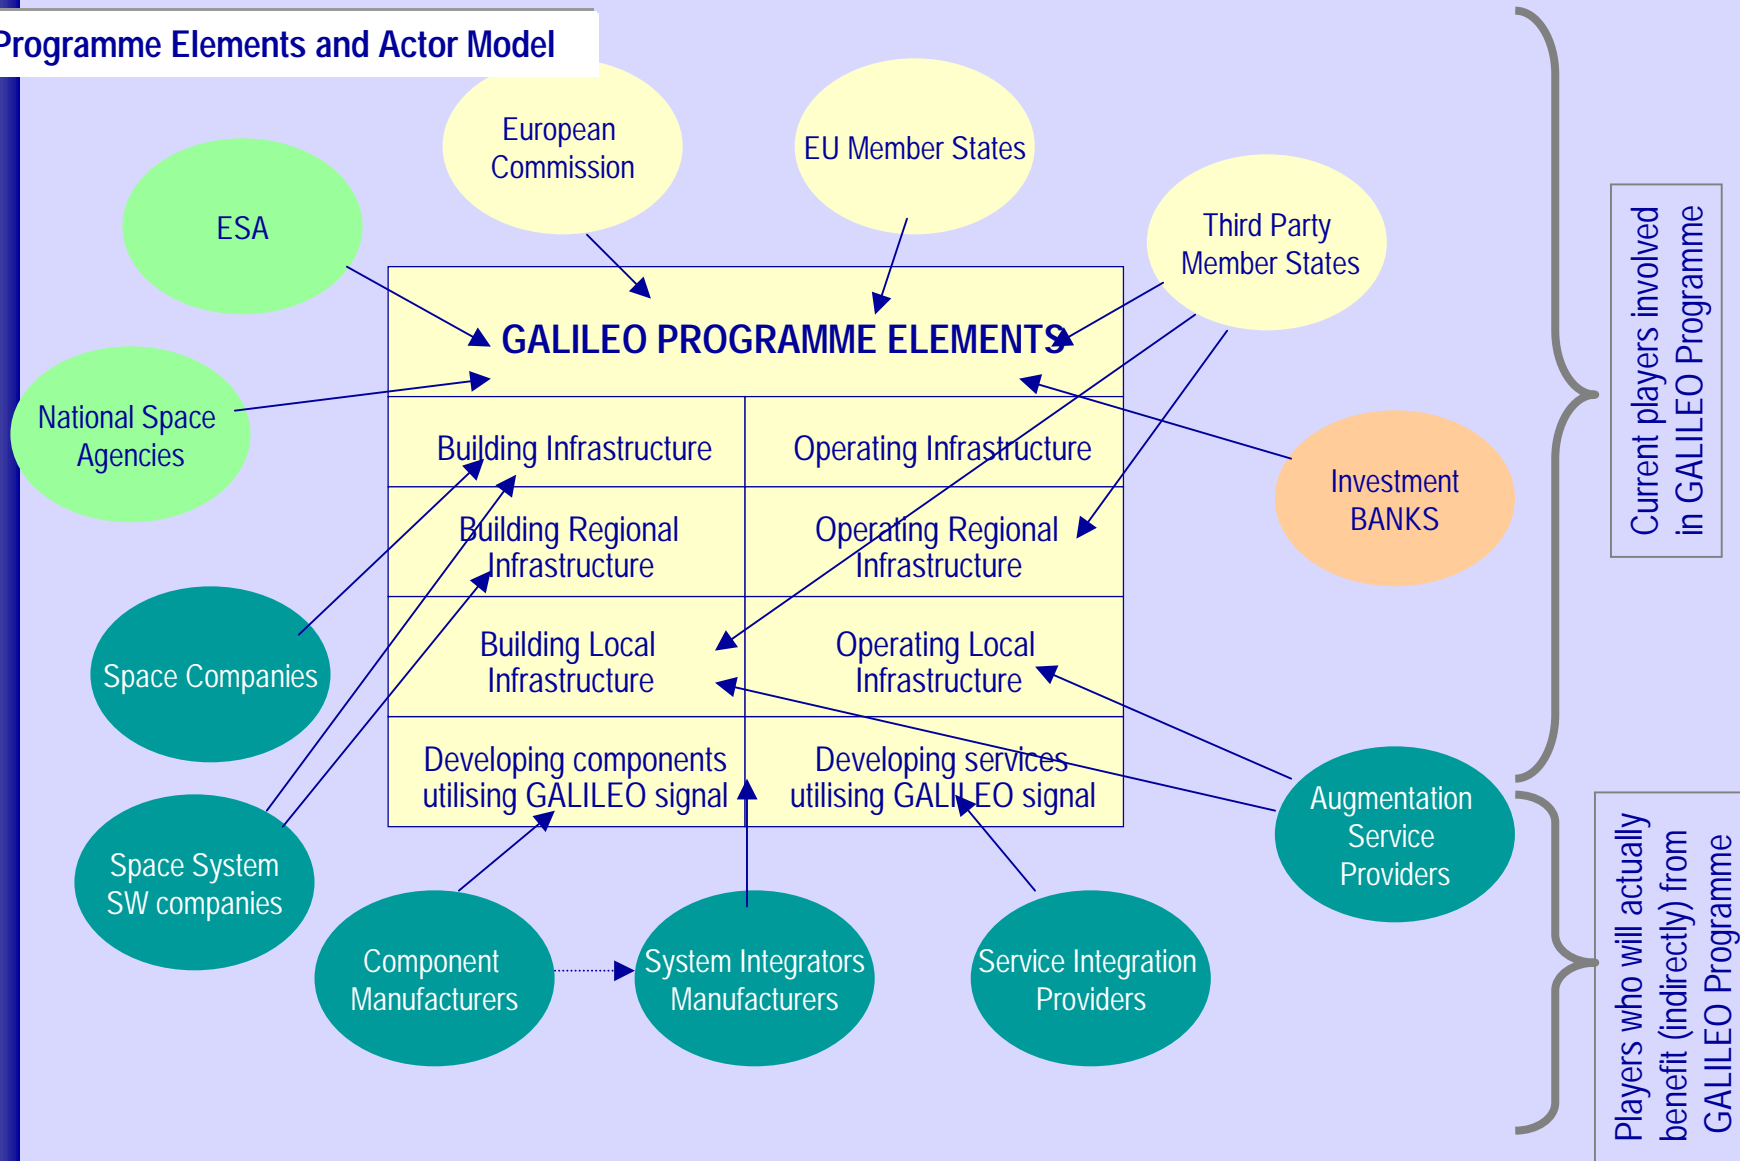 Programme Elements and Actor Model
European
Commission
EU Member States
ESA
Third Party
Member States
GALILEO PROGRAMME ELEMENTS
National Space
Agencies
Building Infrastructure
Operating Infrastructure
Building Regional
Infrastructure
Operating Regional
Infrastructure
Building Local
Infrastructure
Operating Local
Infrastructure
Developing components
utilising GALILEO signal
Developing services
utilising GALILEO signal
Investment
BANKS
Space Companies
Space System
SW companies
Component
Manufacturers
System Integrators
Manufacturers
Service Integration
Providers
Augmentation
Service
Providers
Current players involved
in GALILEO Programme
Players who will actually
benefit (indirectly) from
GALILEO Programme